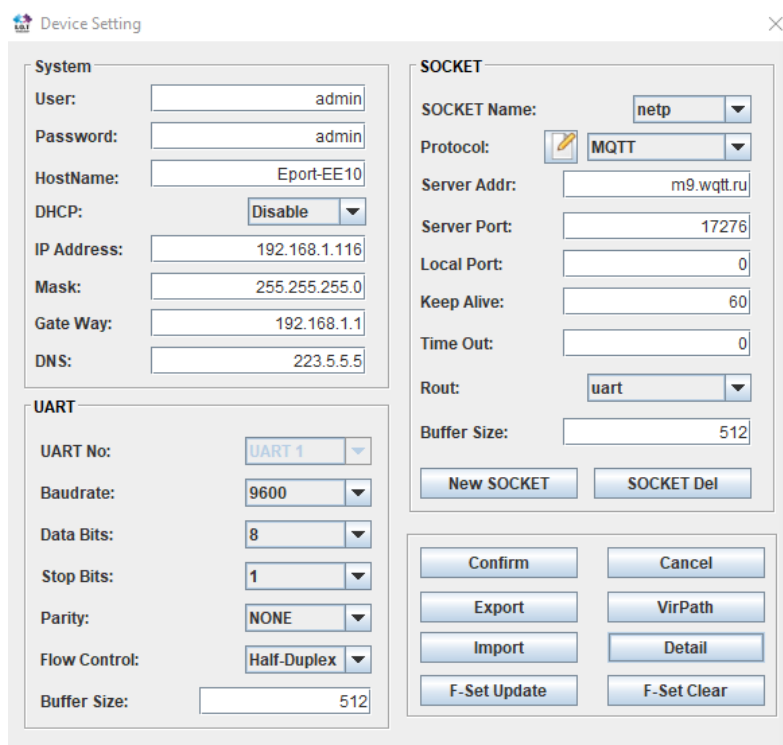 Device Setting
System
User: admin
Password: admin
HostName: Eport-EE10
DHCP: Disable
IP Address: 192.168.1.116
Mask: 255.255.255.0
Gate Way: 192.168.1.1
DNS: 223.5.5.5
UART
UART No: UART 1
Baudrate: 9600
Data Bits: 8
Stop Bits: 1
Parity: NONE
Flow Control: Half-Duplex
Buffer Size: 512
SOCKET
SOCKET Name: netp
Protocol: MQTT
Server Addr: m9.wqtt.ru
Server Port: 17276
Local Port: 0
Keep Alive: 60
Time Out: 0
Rout: uart
Buffer Size: 512
New SOCKET SOCKET Del
Confirm Cancel
Export VirPath
Import Detail
F-Set Update F-Set Clear